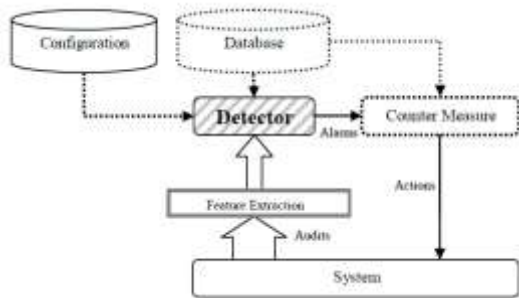 Configuration
Database
Detector
Alarms
Counter Measure
Actions
Feature Extraction
Audits
System